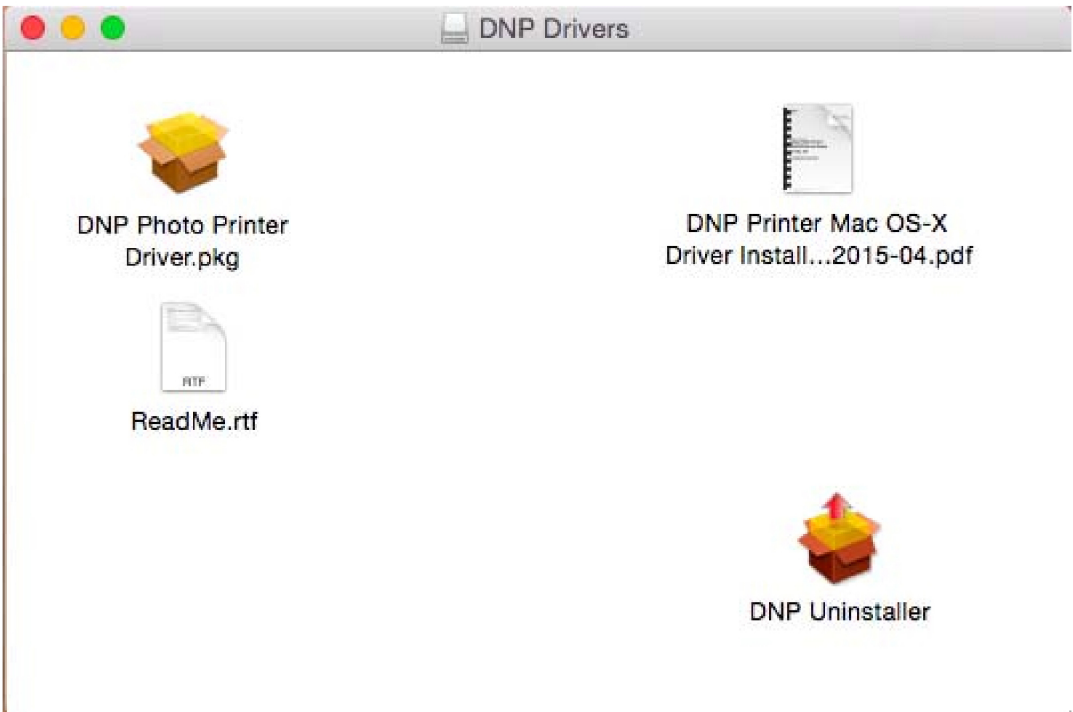 DNP Drivers
DNP Photo Printer
Driver.pkg
DNP Printer Mac OS-X
Driver Install...2015-04.pdf
RTF
ReadMe.rtf
DNP Uninstaller